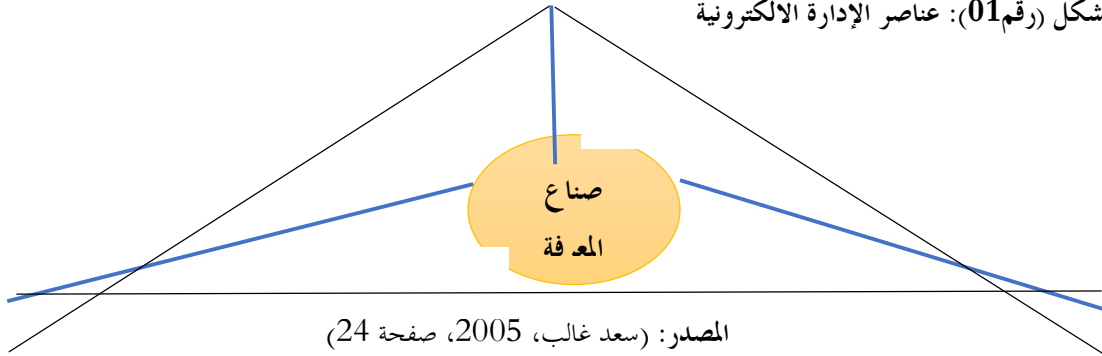 شكل (رقم01): عناصر الإدارة الالكترونية
صناع
المعرفة
المصدر: (سعد غالب، 2005، صفحة 24)